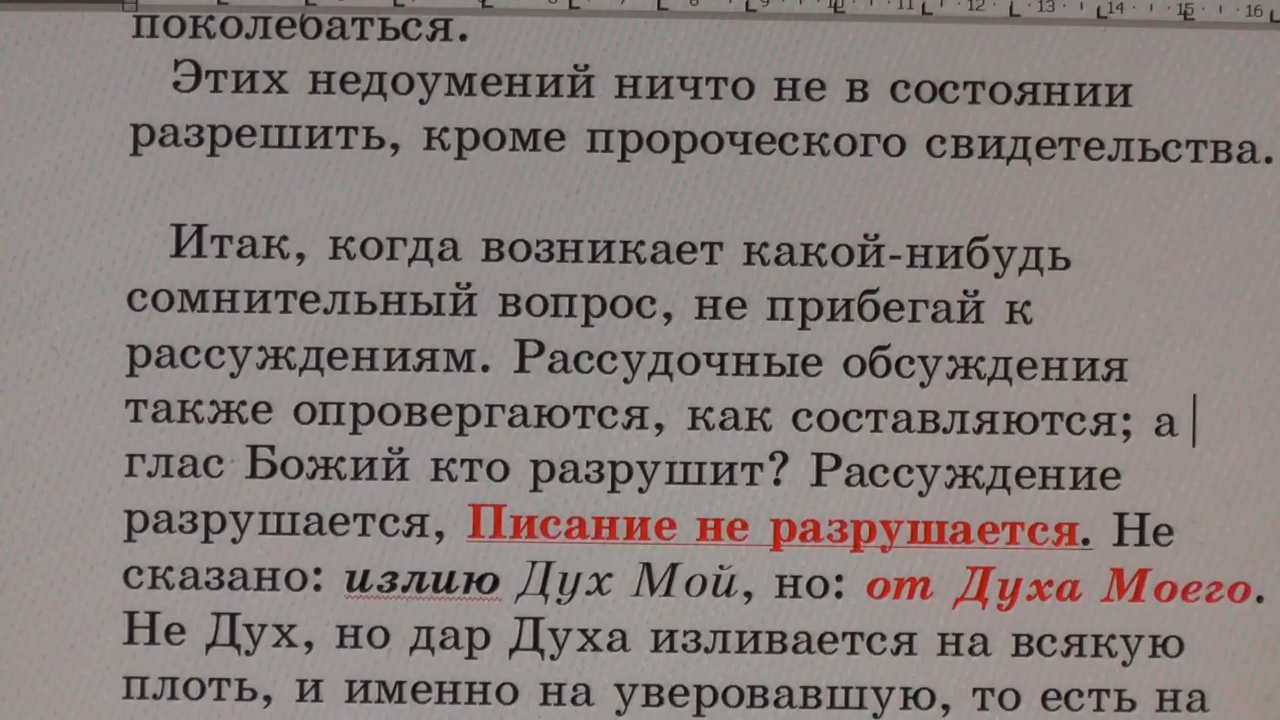 поколебаться.
Этих недоумений ничто не в состоянии
разрешить, кроме пророческого свидетельства.
Итак, когда возникает какой-нибудь
сомнительный вопрос, не прибегай к
рассуждениям. Рассудочные обсуждения
также опровергаются, как составляются; а
глас Божий кто разрушит? Рассуждение
разрушается, Писание не разрушается. Не
сказано: излию Дух Мой, но: от Духа Моего.
Не Дух, но дар Духа изливается на всякую
плоть, и именно на уверовавшую, то есть на